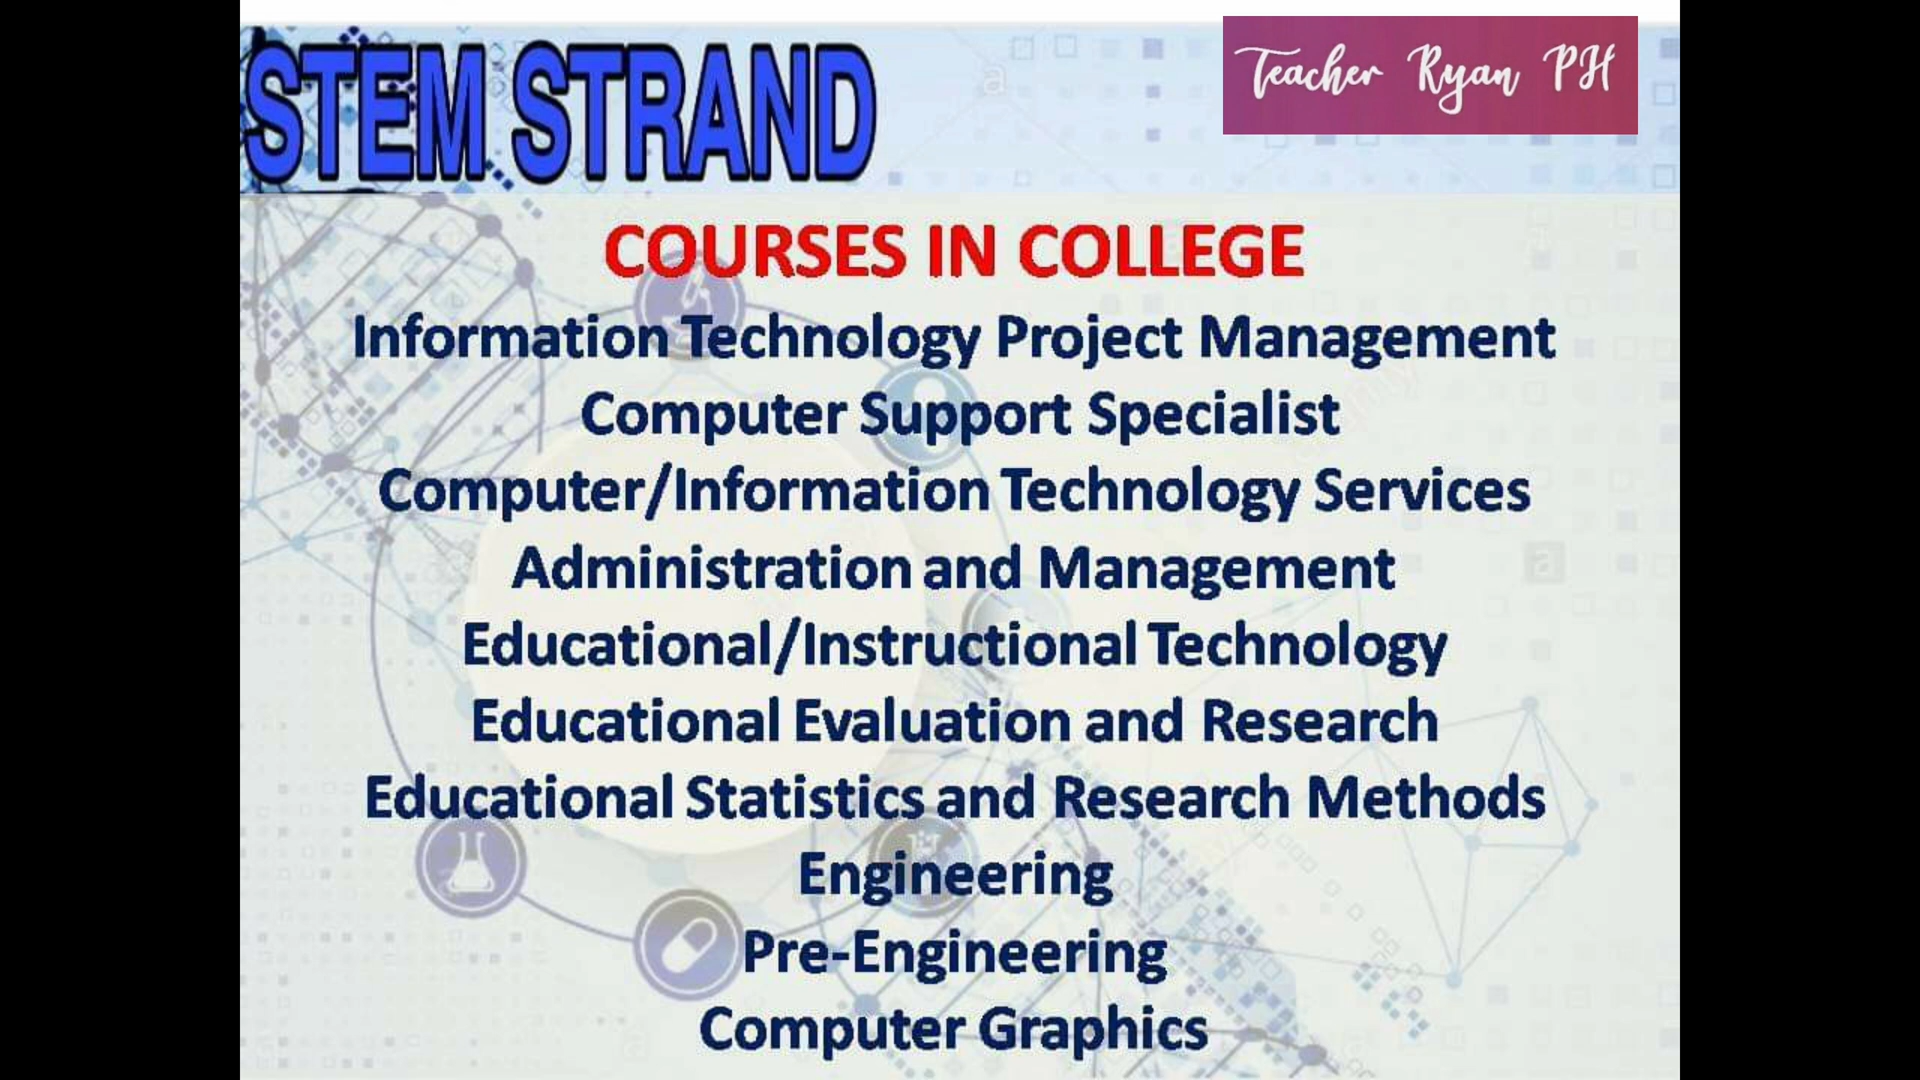 STEM STRAND
Teacher Ryan PH
COURSES IN COLLEGE
Information Technology Project Management
Computer Support Specialist
Computer/Information Technology Services
Administration and Management
Educational/Instructional Technology
Educational Evaluation and Research
Educational Statistics and Research Methods
Engineering
Pre-Engineering
Computer Graphics